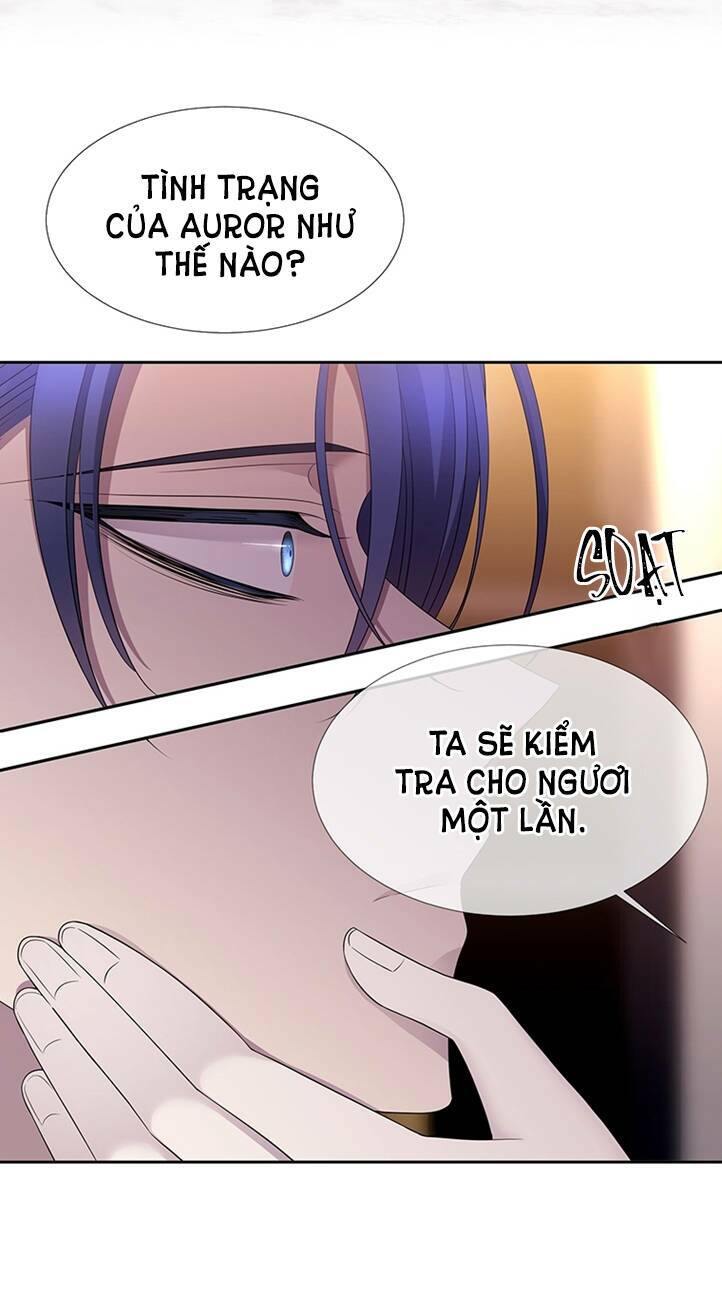 TÌNH TRẠNG
CỦA AUROR NHƯ
THẾ NÀO?
SOẠT
TA SẼ KIỂM
TRA CHO NGƯƠI
MỘT LẦN.